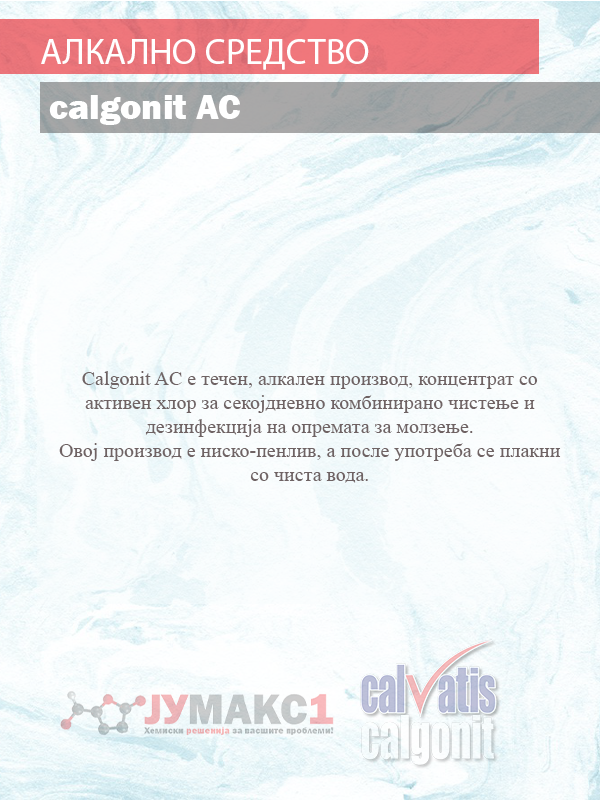 АЛКАЛНО СРЕДСТВО
calgonit AC
Calgonit AC е течен, алкален производ, концентрат со
активен хлор за секојдневно комбинирано чистење и
дезинфекција на опремата за молзење.
Овој производ е ниско-пенлив, а после употреба се плакни
со чиста вода.
ЈУМАКС1
Хемиски решенија за васшите проблеми!
calvatis
calgonit